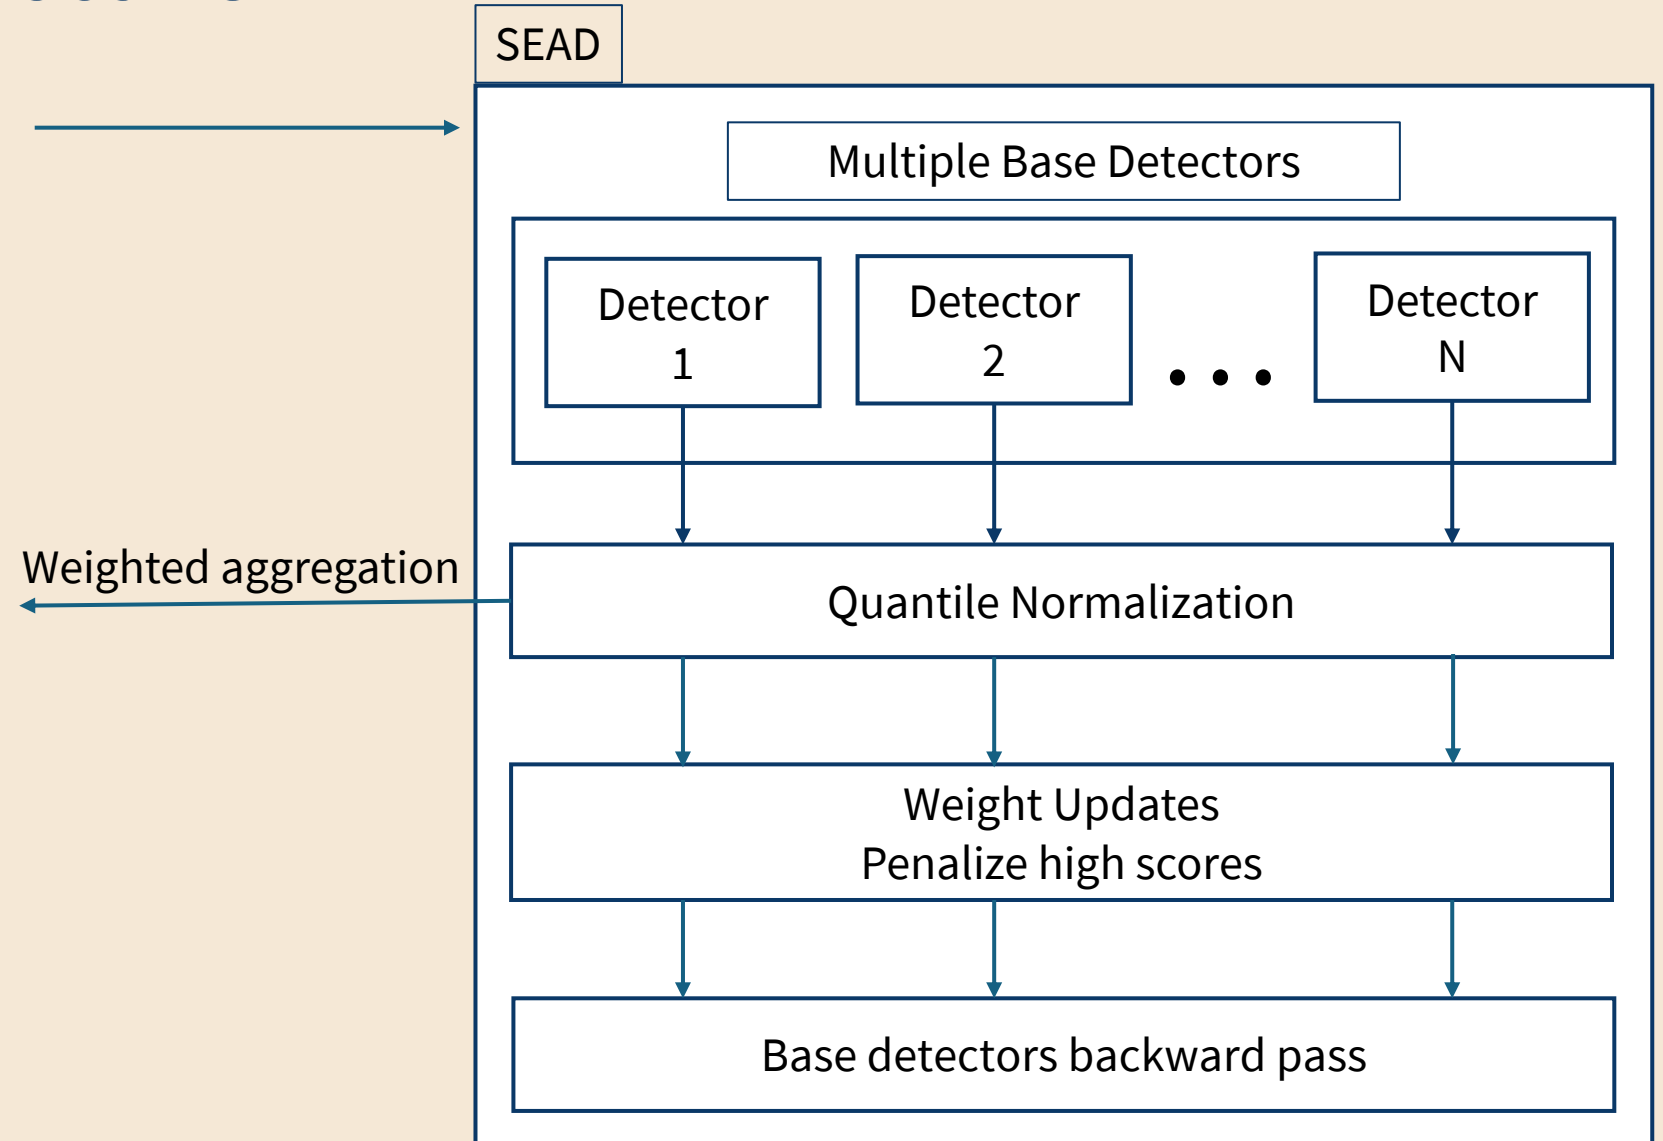 SEAD
Multiple Base Detectors
Detector
1
Detector
2
Detector
N
Weighted aggregation
Quantile Normalization
Weight Updates
Penalize high scores
Base detectors backward pass